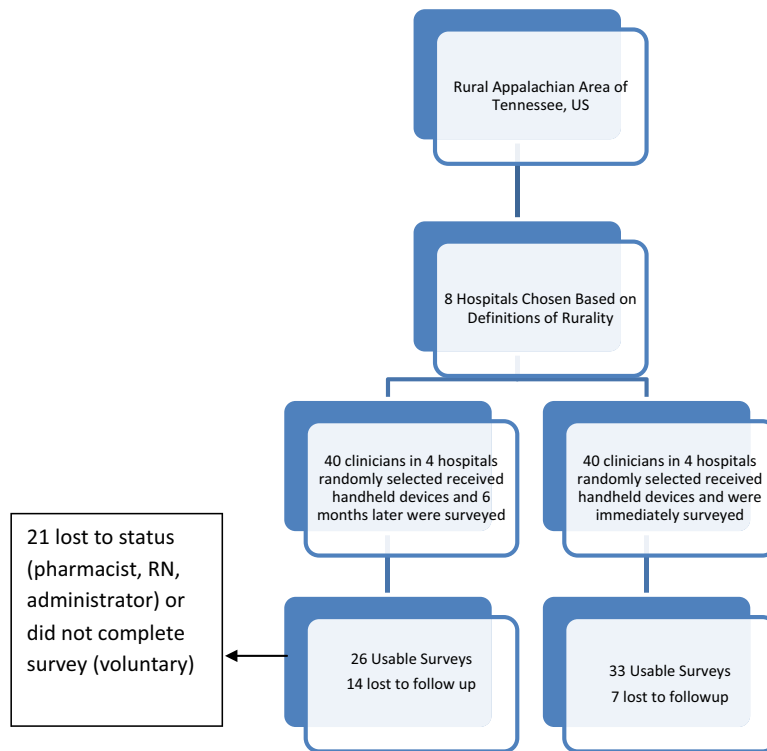 Rural Appalachian Area of
Tennessee, US
8 Hospitals Chosen Based on
Definitions of Rurality
40 clinicians in 4 hospitals
randomly selected received
handheld devices and 6
months later were surveyed
40 clinicians in 4 hospitals
randomly selected received
handheld devices and were
immediately surveyed
21 lost to status
(pharmacist, RN,
administrator) or
did not complete
survey (voluntary)
26 Usable Surveys
14 lost to follow up
33 Usable Surveys
7 lost to followup